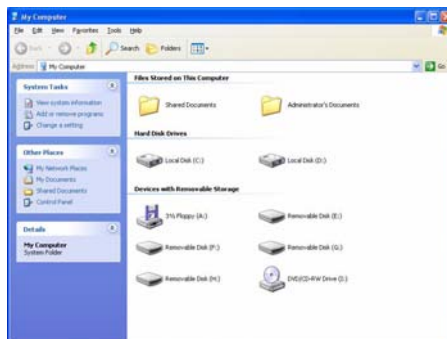 My Computer
File Edit View Favorites Tools Help
Back Search Folders
Address My Computer Go
System Tasks
View system information
Add or remove programs
Change a setting
Other Places
My Network Places
My Documents
Shared Documents
Control Panel
Details
My Computer
System Folder
Files Stored on This Computer
Shared Documents Administrator's Documents
Hard Disk Drives
Local Disk (C:) Local Disk (D:)
Devices with Removable Storage
3½ Floppy (A:) Removable Disk (E:)
Removable Disk (F:) Removable Disk (G:)
Removable Disk (H:) DVD/CD-RW Drive (I:)